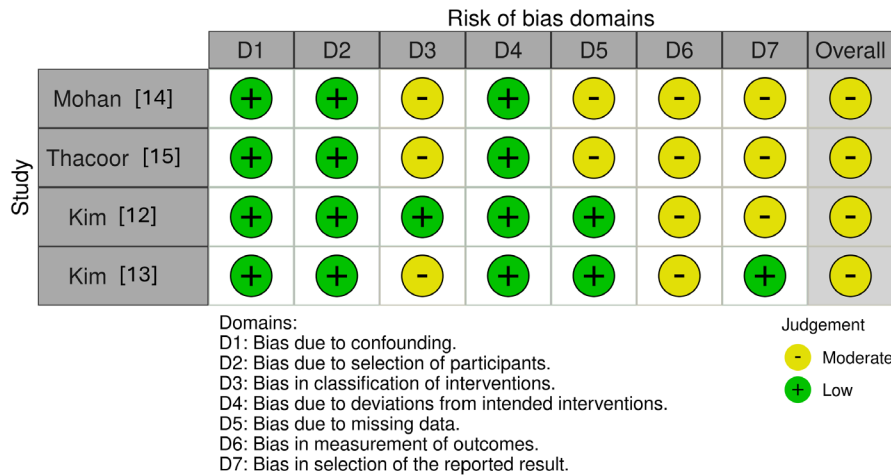 Risk of bias domains
D1 D2 D3 D4 D5 D6 D7 Overall
Study
Mohan [14] + + - + - - - -
Thacoor [15] + + - + - - - -
Kim [12] + + + + + - - -
Kim [13] + + - + + - + -
Domains:
D1: Bias due to confounding.
D2: Bias due to selection of participants.
D3: Bias in classification of interventions.
D4: Bias due to deviations from intended interventions.
D5: Bias due to missing data.
D6: Bias in measurement of outcomes.
D7: Bias in selection of the reported result.
Judgement
- Moderate
+ Low